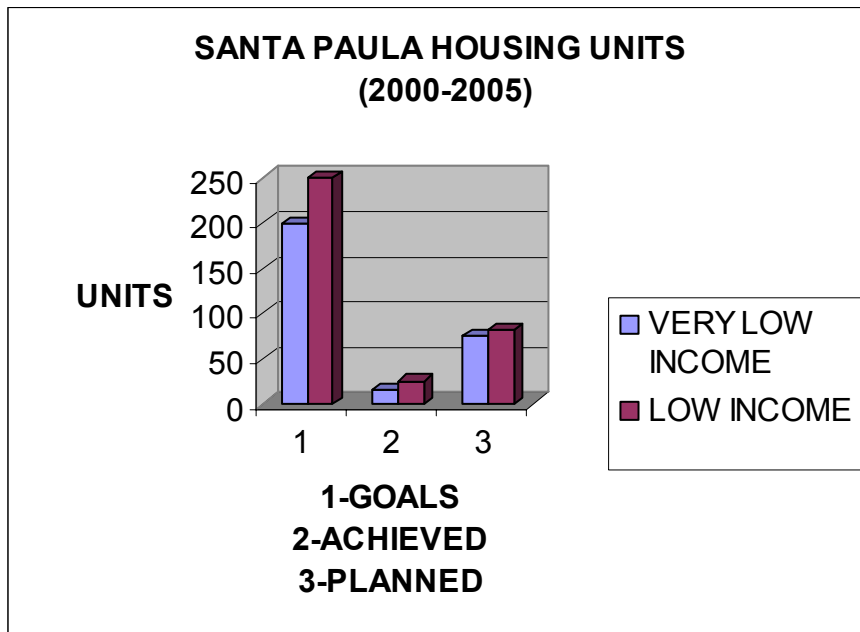 SANTA PAULA HOUSING UNITS
(2000-2005)
250
200
150
100
50
0
UNITS
1 2 3
1-GOALS
2-ACHIEVED
3-PLANNED
VERY LOW
INCOME
LOW INCOME